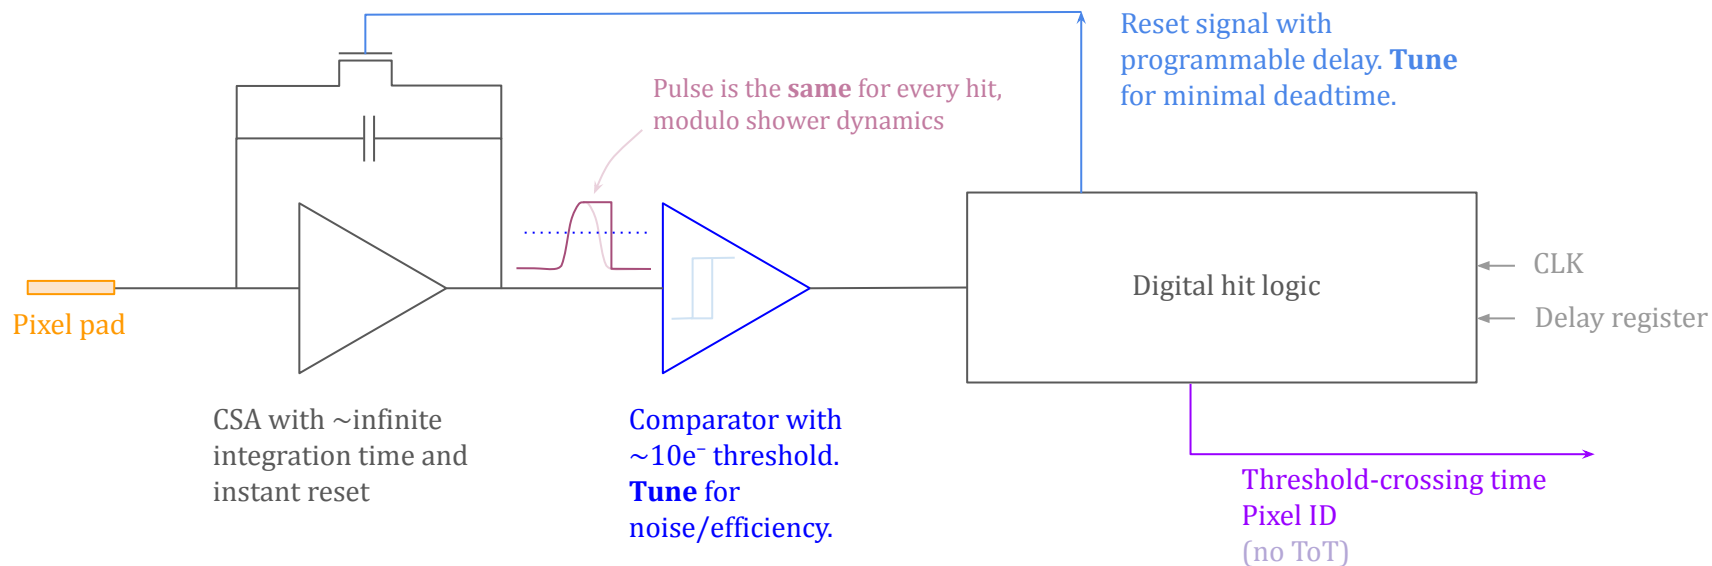 Reset signal with
programmable delay. Tune
for minimal deadtime.
Pulse is the same for every hit,
modulo shower dynamics
Pixel pad
Digital hit logic
CLK
Delay register
CSA with ~infinite
integration time and
instant reset
Comparator with
~10e⁻ threshold.
Tune for
noise/efficiency.
Threshold-crossing time
Pixel ID
(no ToT)